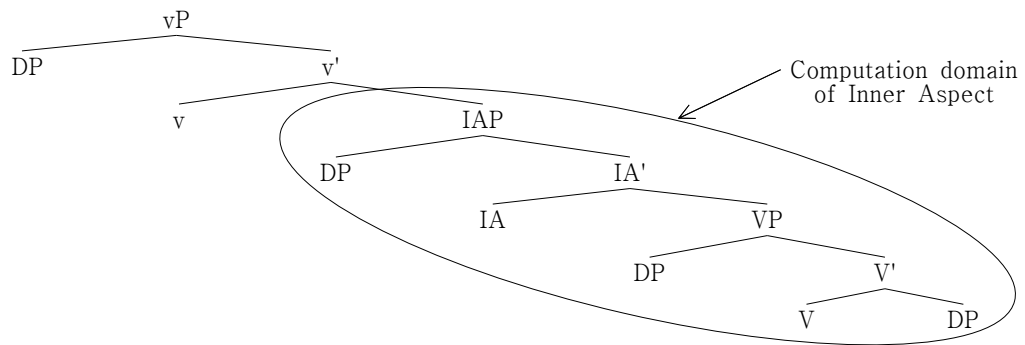 vP
DP v'
Computation domain
of Inner Aspect
v IAP
DP IA'
IA VP
DP V'
V DP